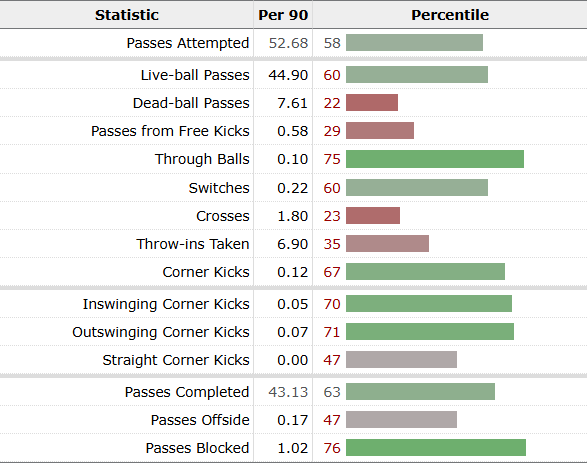 Statistic Per 90 Percentile
Passes Attempted 52.68 58
Live-ball Passes 44.90 60
Dead-ball Passes 7.61 22
Passes from Free Kicks 0.58 29
Through Balls 0.10 75
Switches 0.22 60
Crosses 1.80 23
Throw-ins Taken 6.90 35
Corner Kicks 0.12 67
Inswinging Corner Kicks 0.05 70
Outswinging Corner Kicks 0.07 71
Straight Corner Kicks 0.00 47
Passes Completed 43.13 63
Passes Offside 0.17 47
Passes Blocked 1.02 76